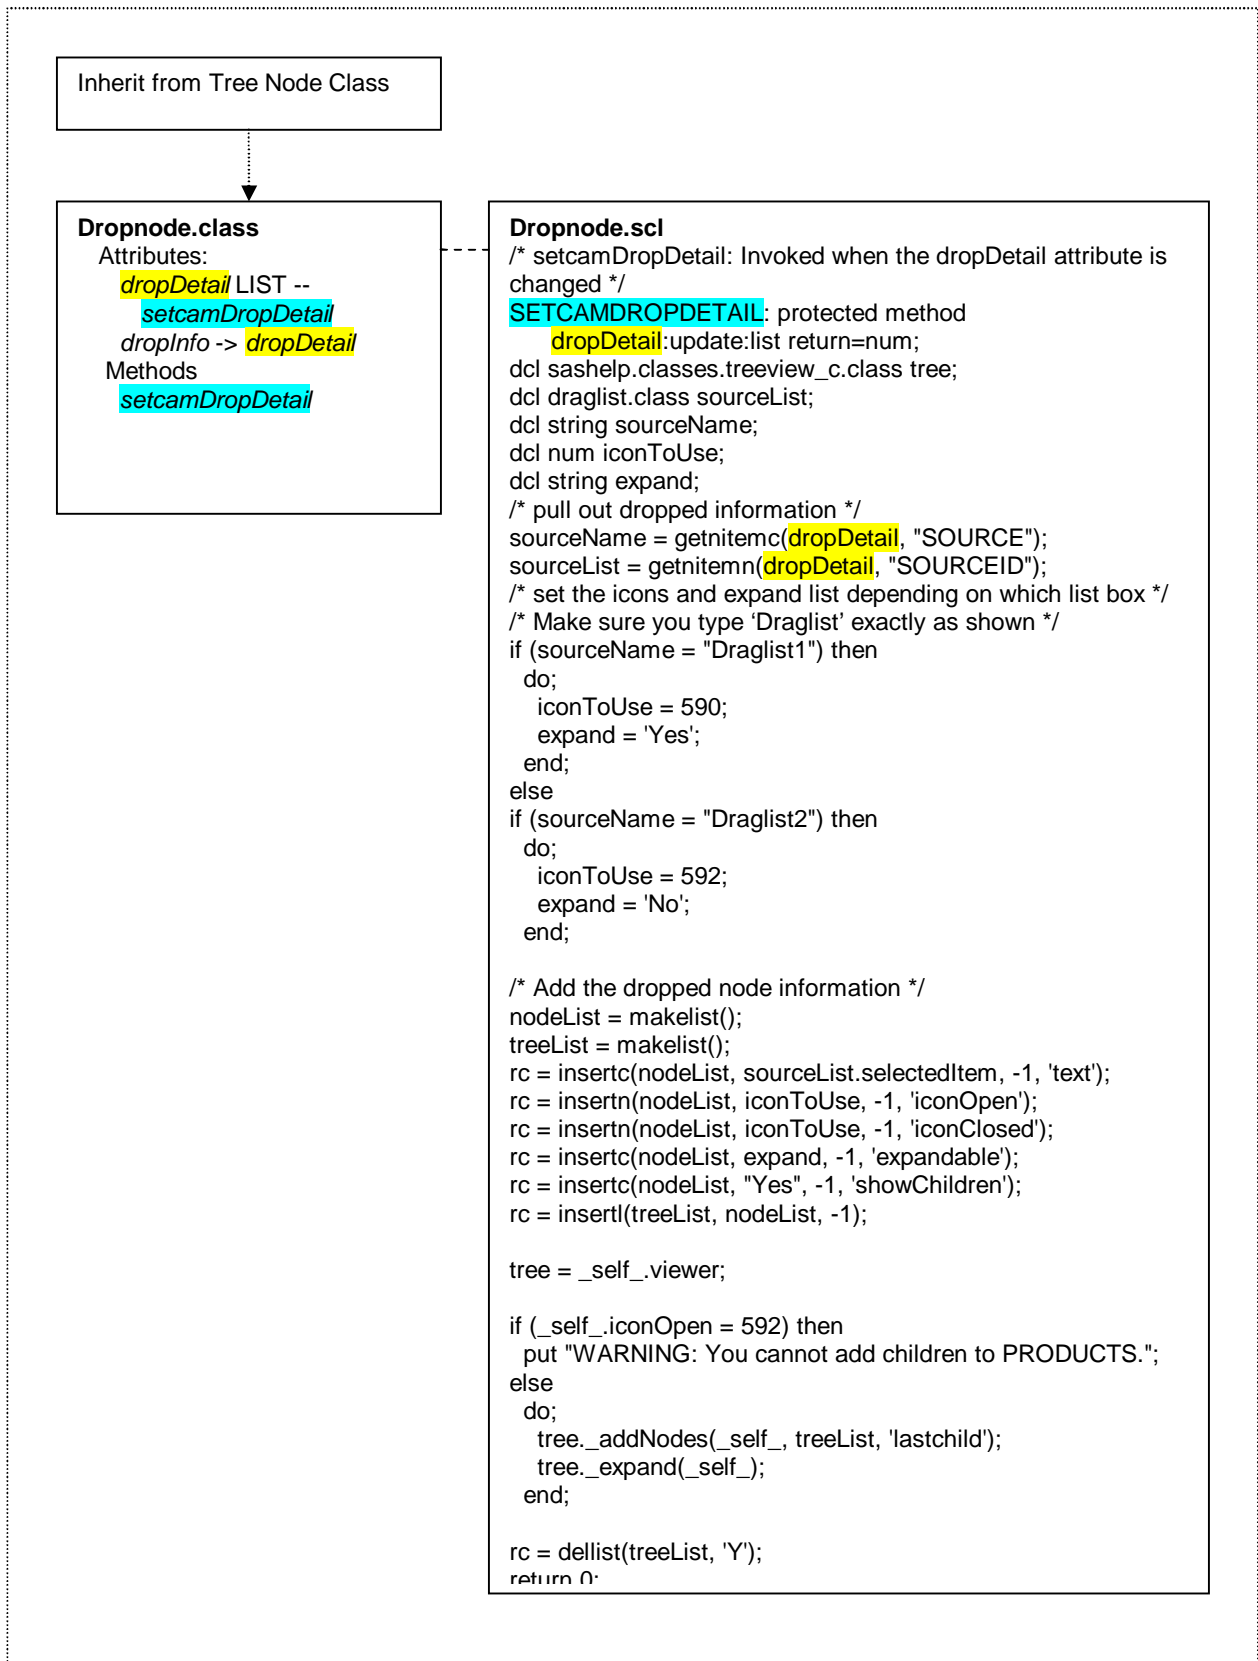 Inherit from Tree Node Class
Dropnode.class
Attributes:
dropDetail LIST --
setcamDropDetail
dropInfo -> dropDetail
Methods
setcamDropDetail
Dropnode.scl
/* setcamDropDetail: Invoked when the dropDetail attribute is
changed */
SETCAMDROPDETAIL: protected method
dropDetail:update:list return=num;
dcl sashelp.classes.treeview_c.class tree;
dcl draglist.class sourceList;
dcl string sourceName;
dcl num iconToUse;
dcl string expand;
/* pull out dropped information */
sourceName = getnitemc(dropDetail, "SOURCE");
sourceList = getnitemn(dropDetail, "SOURCEID");
/* set the icons and expand list depending on which list box */
/* Make sure you type ‘Draglist’ exactly as shown */
if (sourceName = "Draglist1") then
do;
iconToUse = 590;
expand = 'Yes';
end;
else
if (sourceName = "Draglist2") then
do;
iconToUse = 592;
expand = 'No';
end;
/* Add the dropped node information */
nodeList = makelist();
treeList = makelist();
rc = insertc(nodeList, sourceList.selectedItem, -1, 'text');
rc = insertn(nodeList, iconToUse, -1, 'iconOpen');
rc = insertn(nodeList, iconToUse, -1, 'iconClosed');
rc = insertc(nodeList, expand, -1, 'expandable');
rc = insertc(nodeList, "Yes", -1, 'showChildren');
rc = insertl(treeList, nodeList, -1);
tree = _self_.viewer;
if (_self_.iconOpen = 592) then
put "WARNING: You cannot add children to PRODUCTS.";
else
do;
tree._addNodes(_self_, treeList, 'lastchild');
tree._expand(_self_);
end;
rc = dellist(treeList, 'Y');
return 0;